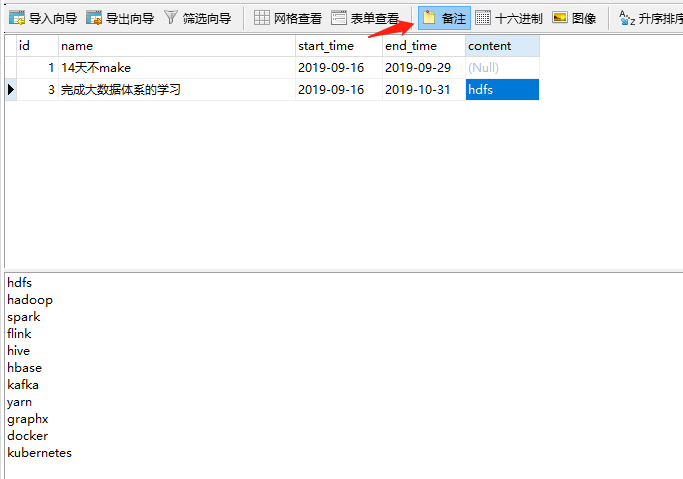 导入向导 导出向导 筛选向导 网格查看 表单查看 备注 十六进制 图像 升序排序
id name start_time end_time content
1 14天不make 2019-09-16 2019-09-29 (Null)
3 完成大数据体系的学习 2019-09-16 2019-10-31 hdfs
hdfs
hadoop
spark
flink
hive
hbase
kafka
yarn
graphx
docker
kubernetes